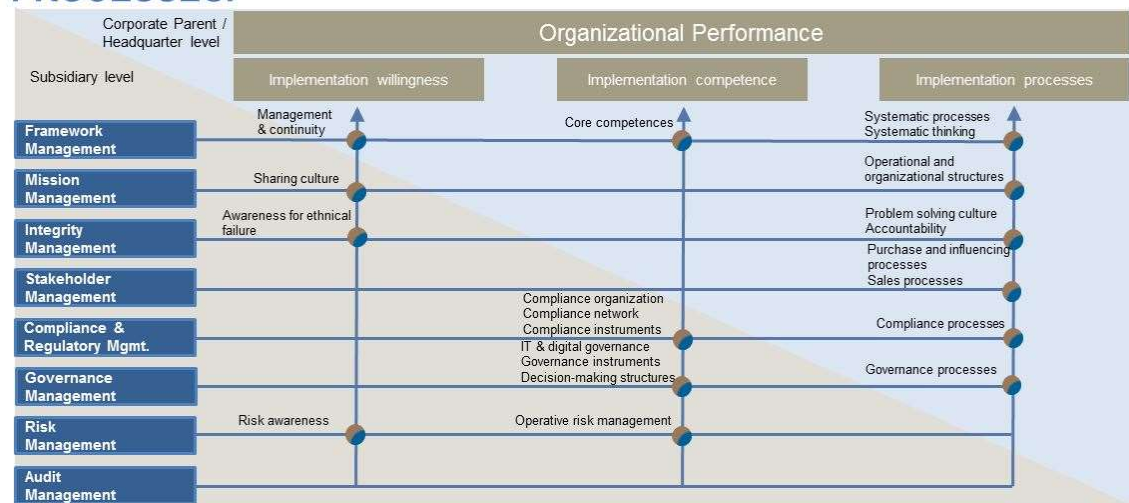 PROCESSES.
Corporate Parent /
Headquarter level
Organizational Performance
Subsidiary level
Implementation willingness
Implementation competence
Implementation processes
Framework
Management
Management
& continuity
Core competences
Systematic processes
Systematic thinking
Mission
Management
Sharing culture
Operational and
organizational structures
Integrity
Management
Awareness for ethnical
failure
Problem solving culture
Accountability
Stakeholder
Management
Purchase and influencing
processes
Sales processes
Compliance &
Regulatory Mgmt.
Compliance organization
Compliance network
Compliance instruments
Compliance processes
Governance
Management
IT & digital governance
Governance instruments
Decision-making structures
Governance processes
Risk
Management
Risk awareness
Operative risk management
Audit
Management